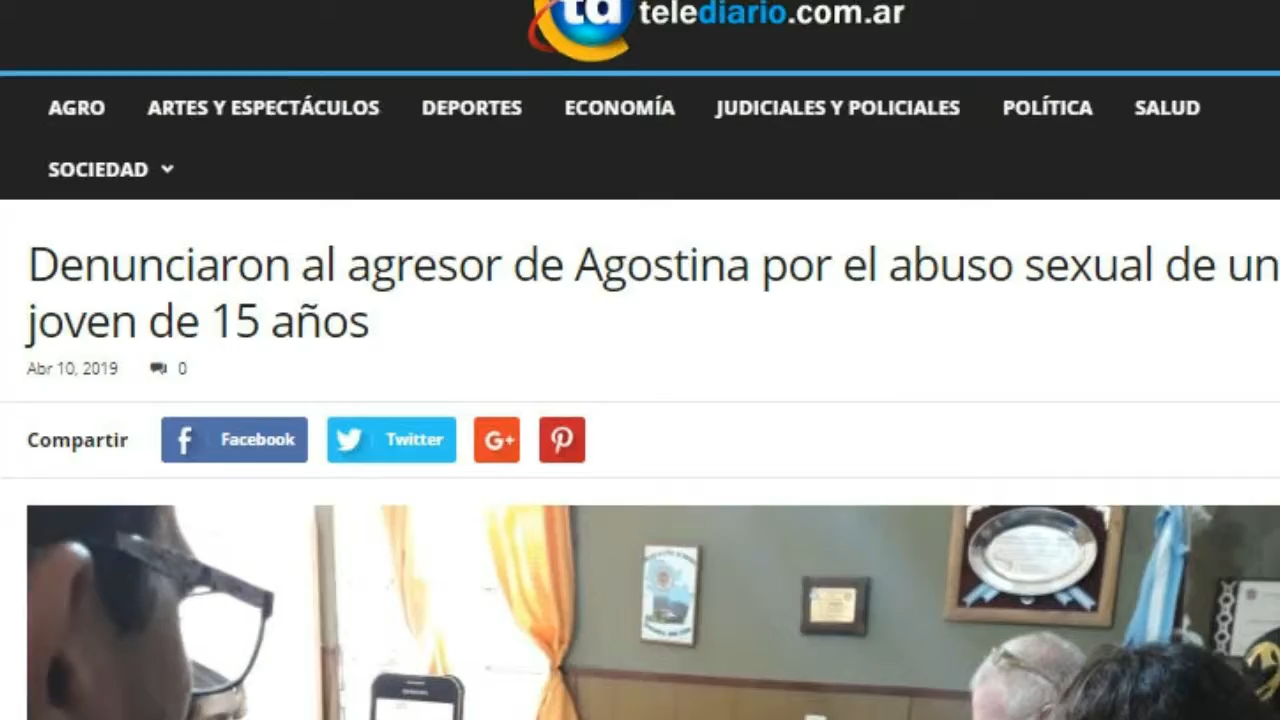 td telediario.com.ar
AGRO ARTES Y ESPECTÁCULOS DEPORTES ECONOMÍA JUDICIALES Y POLICIALES POLÍTICA SALUD
SOCIEDAD
Denunciaron al agresor de Agostina por el abuso sexual de un
joven de 15 años
Abr 10, 2019 0
Compartir Facebook Twitter G+
SAMSUNG